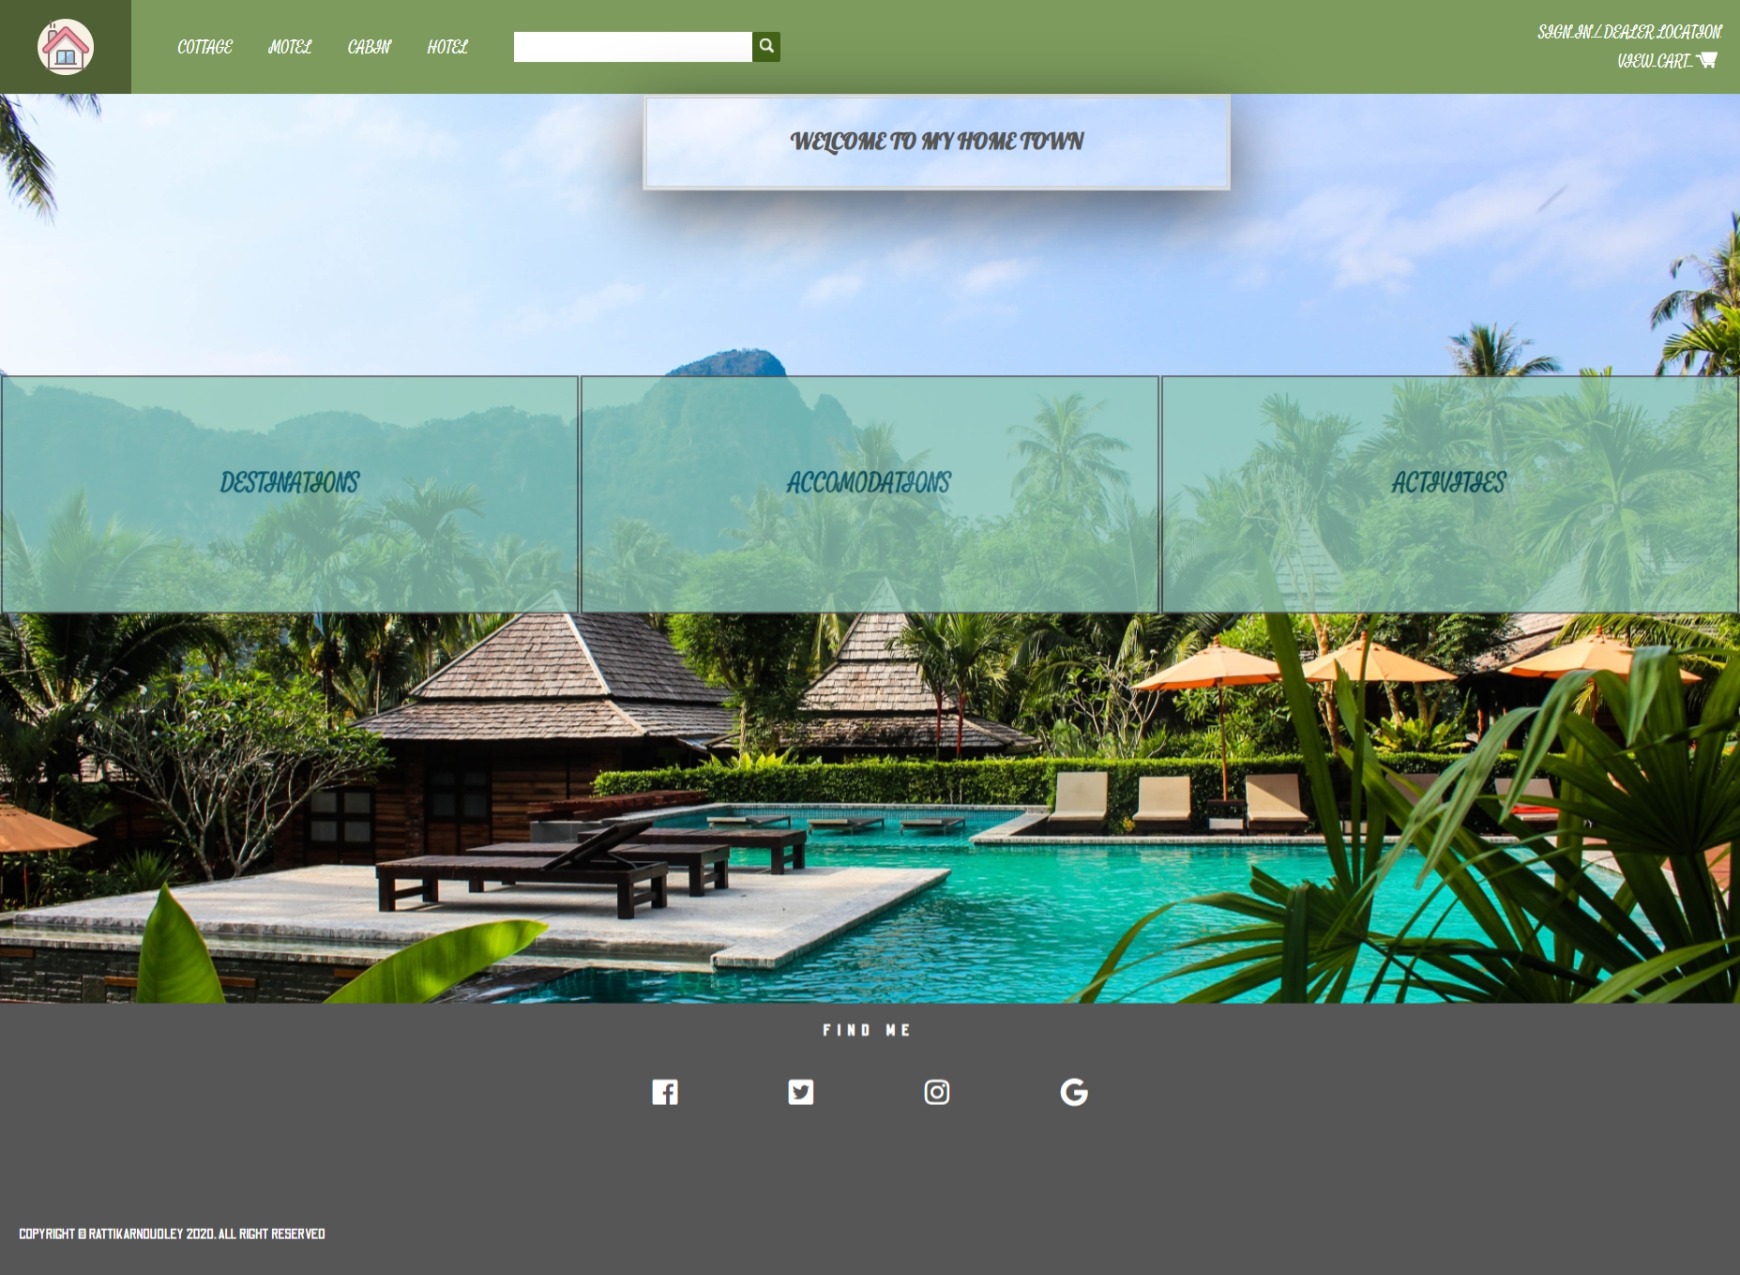 COTTAGE MOTEL CABIN HOTEL
SIGN IN / DEALER LOCATION
VIEW CART
WELCOME TO MY HOME TOWN
DESTINATIONS ACCOMODATIONS ACTIVITIES
FIND ME
COPYRIGHT © RATTIKARNDUDLEY 2020. ALL RIGHT RESERVED